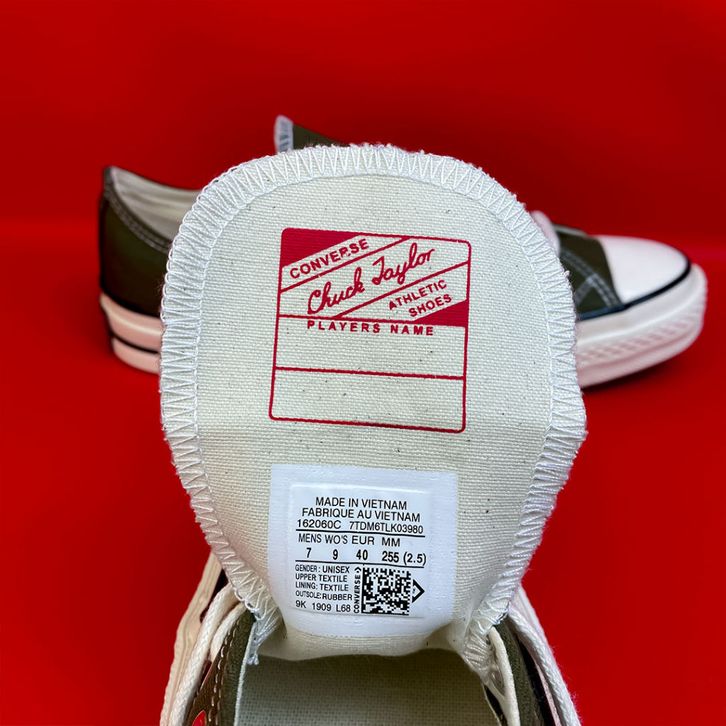 CONVERSE
Chuck Taylor
ATHLETIC
SHOES
PLAYERS NAME
MADE IN VIETNAM
FABRIQUE AU VIETNAM
162060C 7TDM6TLK03980
MENS WO'S EUR MM
7 9 40 255 (2.5)
GENDER: UNISEX
UPPER TEXTILE
LINING: TEXTILE
OUTSOLE: RUBBER
9K 1909 L68
CONVERSE